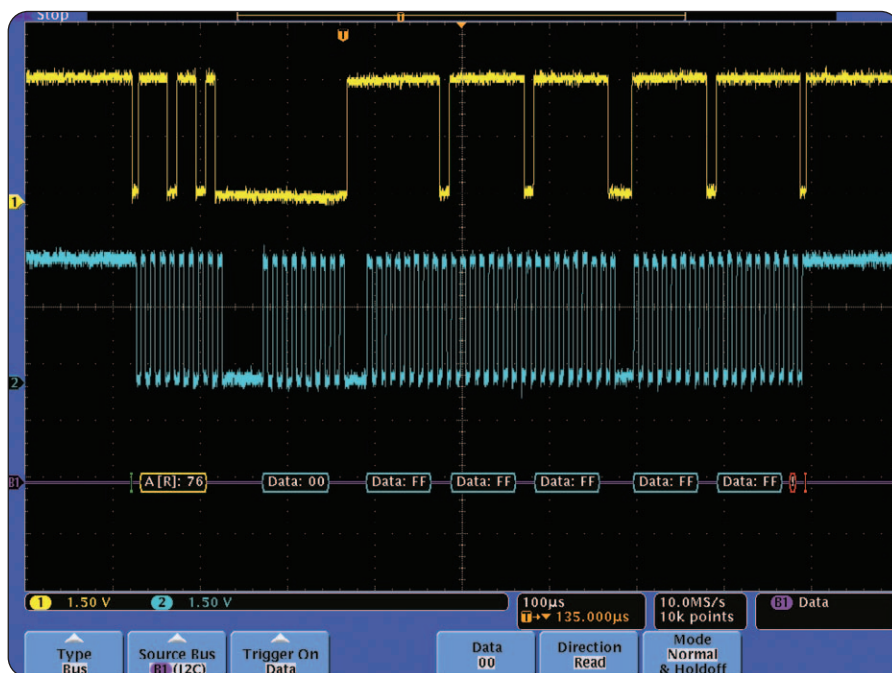 Stop
T
T
1
2
B1
A [R]: 76 Data: 00 Data: FF Data: FF Data: FF Data: FF Data: FF !
1 1.50 V 2 1.50 V 100µs 10.0MS/s B1 Data
T→▼ 135.000µs 10k points
Type Source Bus Trigger On Data Direction Mode
Bus B1 (I2C) Data 00 Read Normal
& Holdoff